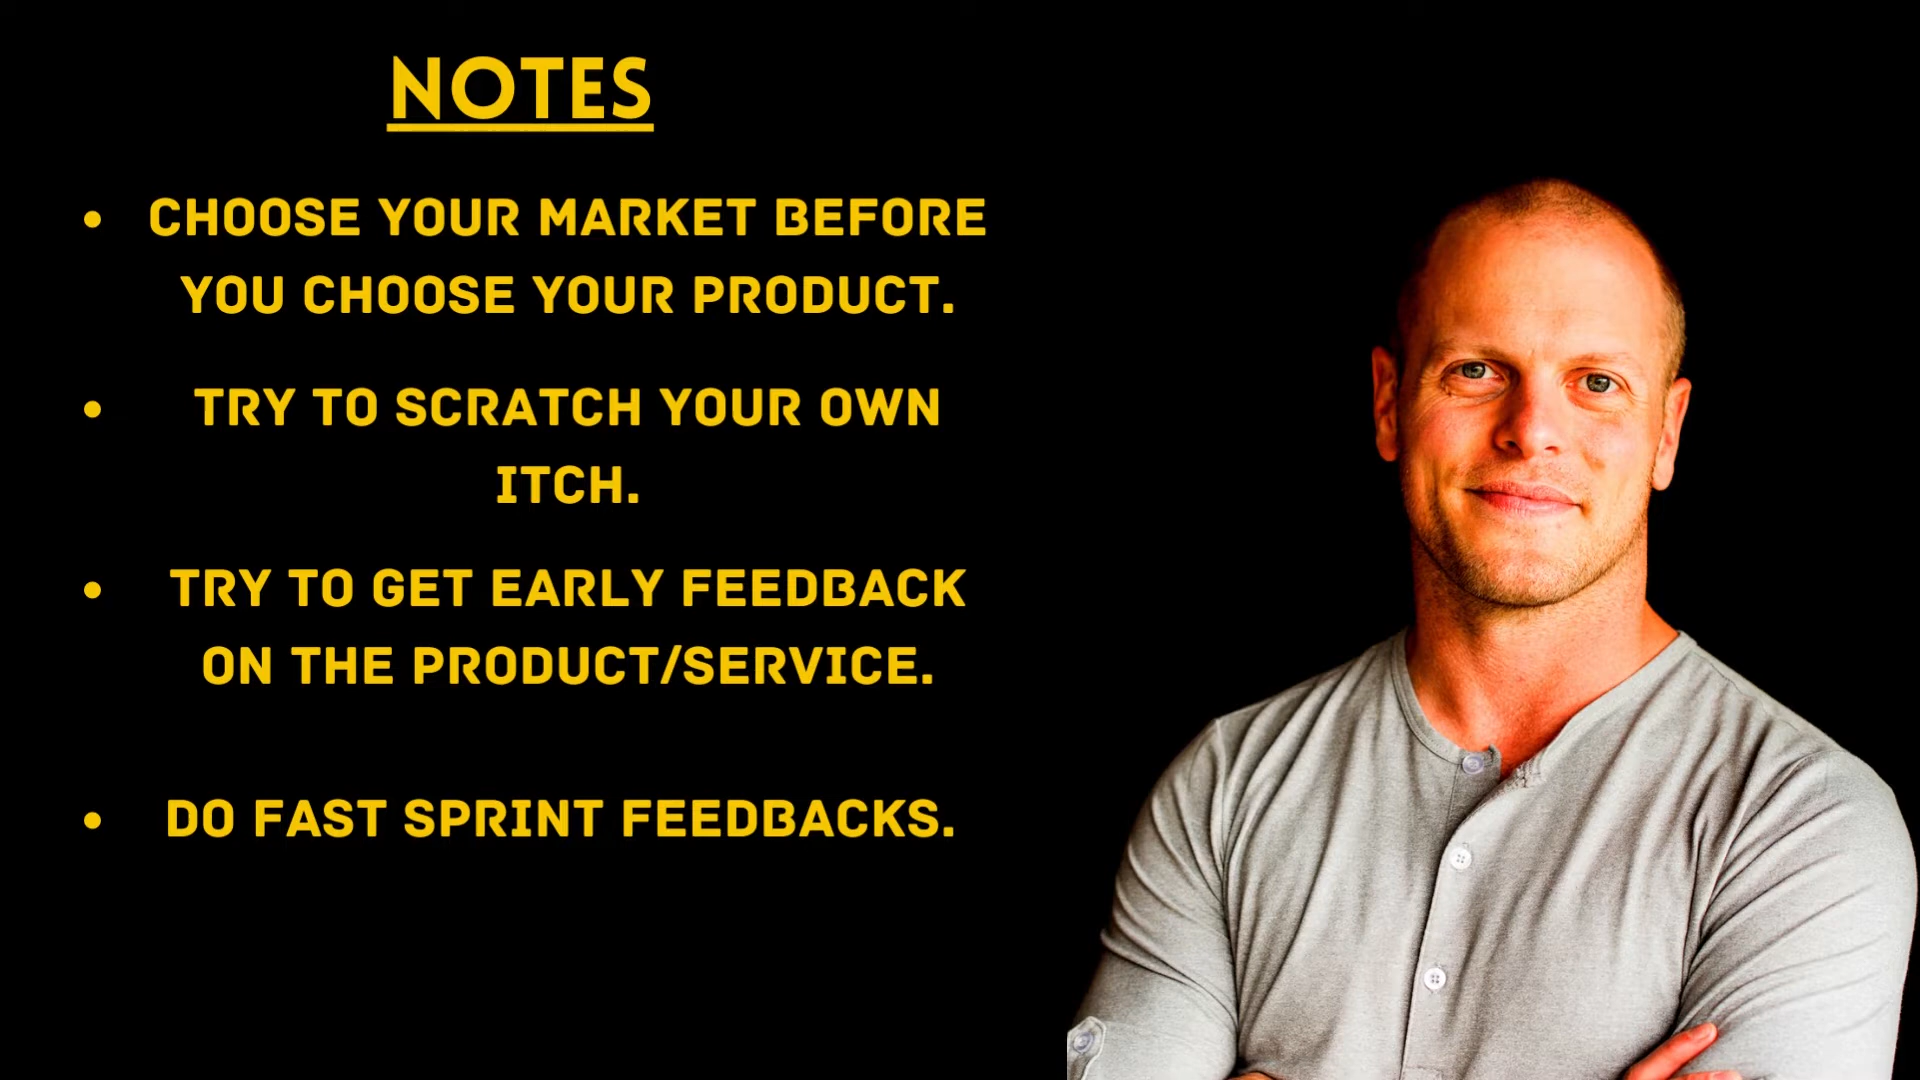 NOTES
• CHOOSE YOUR MARKET BEFORE
YOU CHOOSE YOUR PRODUCT.
• TRY TO SCRATCH YOUR OWN
ITCH.
• TRY TO GET EARLY FEEDBACK
ON THE PRODUCT/SERVICE.
• DO FAST SPRINT FEEDBACKS.